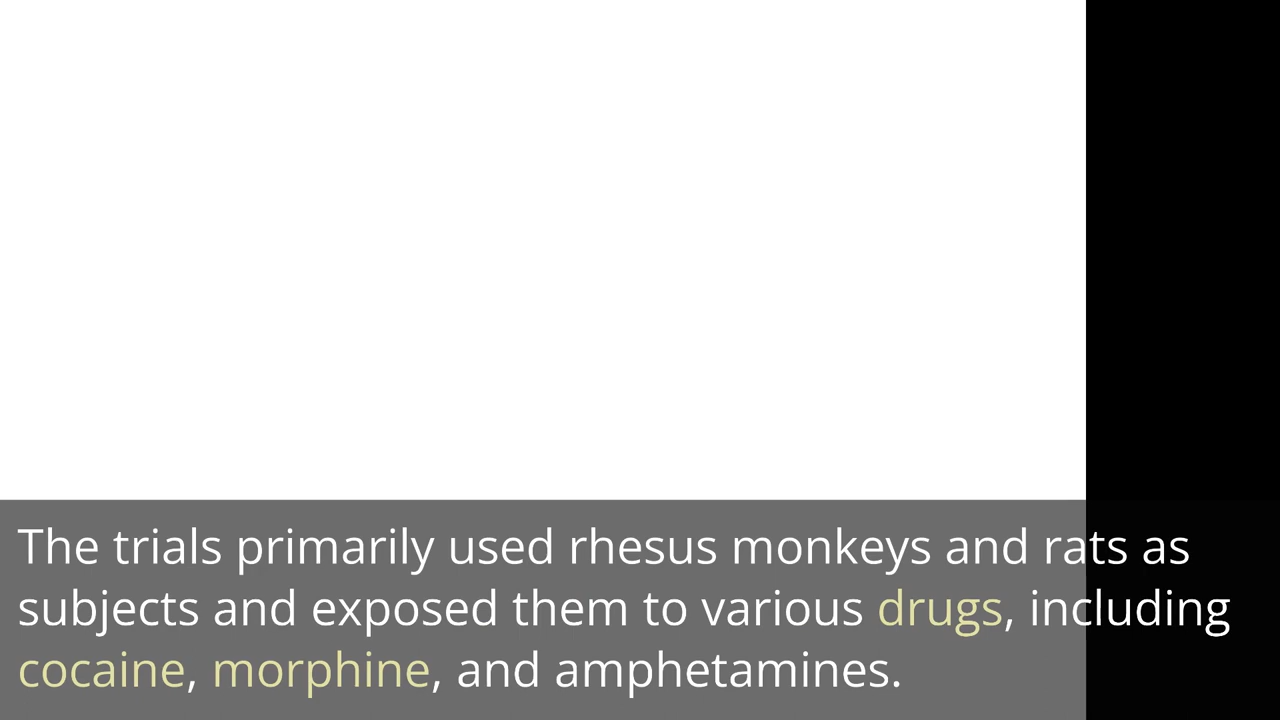 The trials primarily used rhesus monkeys and rats as
subjects and exposed them to various drugs, including
cocaine, morphine, and amphetamines.